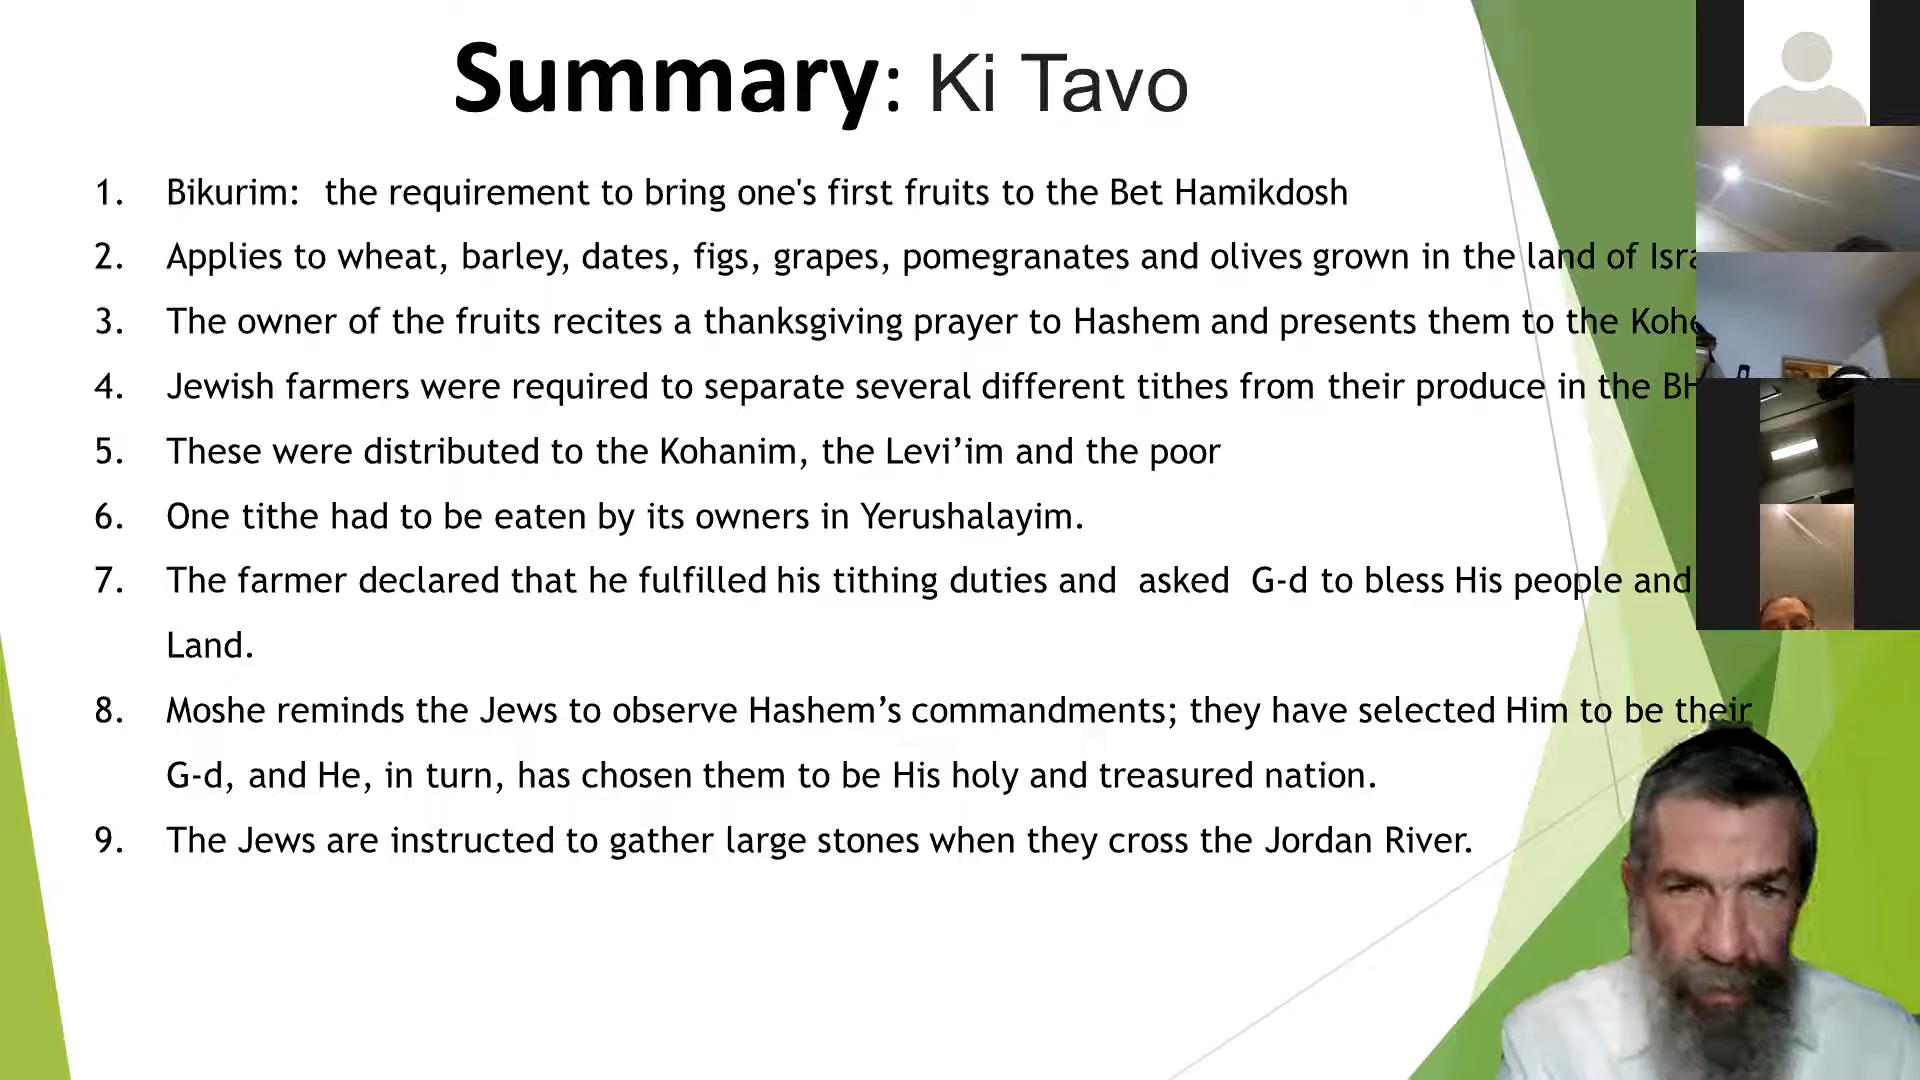 Summary: Ki Tavo
1. Bikurim: the requirement to bring one's first fruits to the Bet Hamikdosh
2. Applies to wheat, barley, dates, figs, grapes, pomegranates and olives grown in the land of
3. The owner of the fruits recites a thanksgiving prayer to Hashem and presents them to the
4. Jewish farmers were required to separate several different tithes from their produce in the
5. These were distributed to the Kohanim, the Levi’im and the poor
6. One tithe had to be eaten by its owners in Yerushalayim.
7. The farmer declared that he fulfilled his tithing duties and asked G-d to bless His people and
Land.
8. Moshe reminds the Jews to observe Hashem’s commandments; they have selected Him to be their
G-d, and He, in turn, has chosen them to be His holy and treasured nation.
9. The Jews are instructed to gather large stones when they cross the Jordan River.